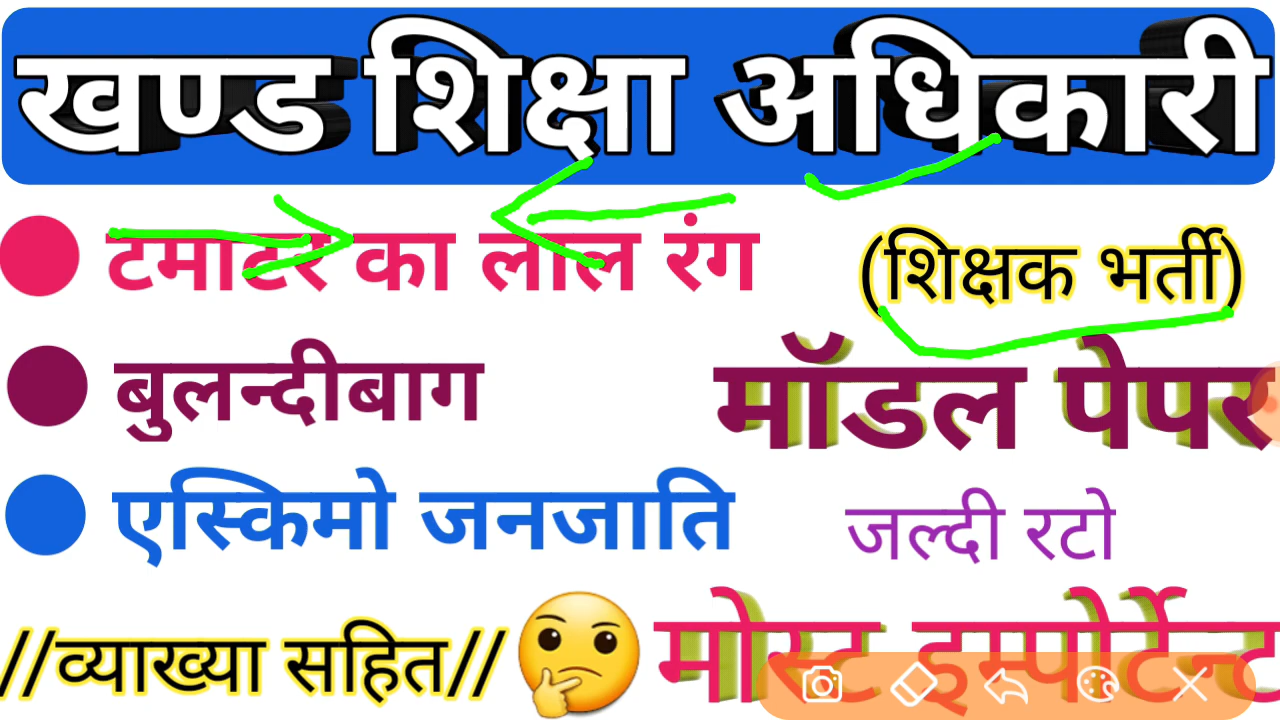 खण्ड शिक्षा अधिकारी
टमाटर का लाल रंग
(शिक्षक भर्ती)
बुलन्दीबाग
मॉडल पेपर
एस्किमो जनजाति
जल्दी रटो
//व्याख्या सहित//
मोस्ट इम्पोर्टेन्ट